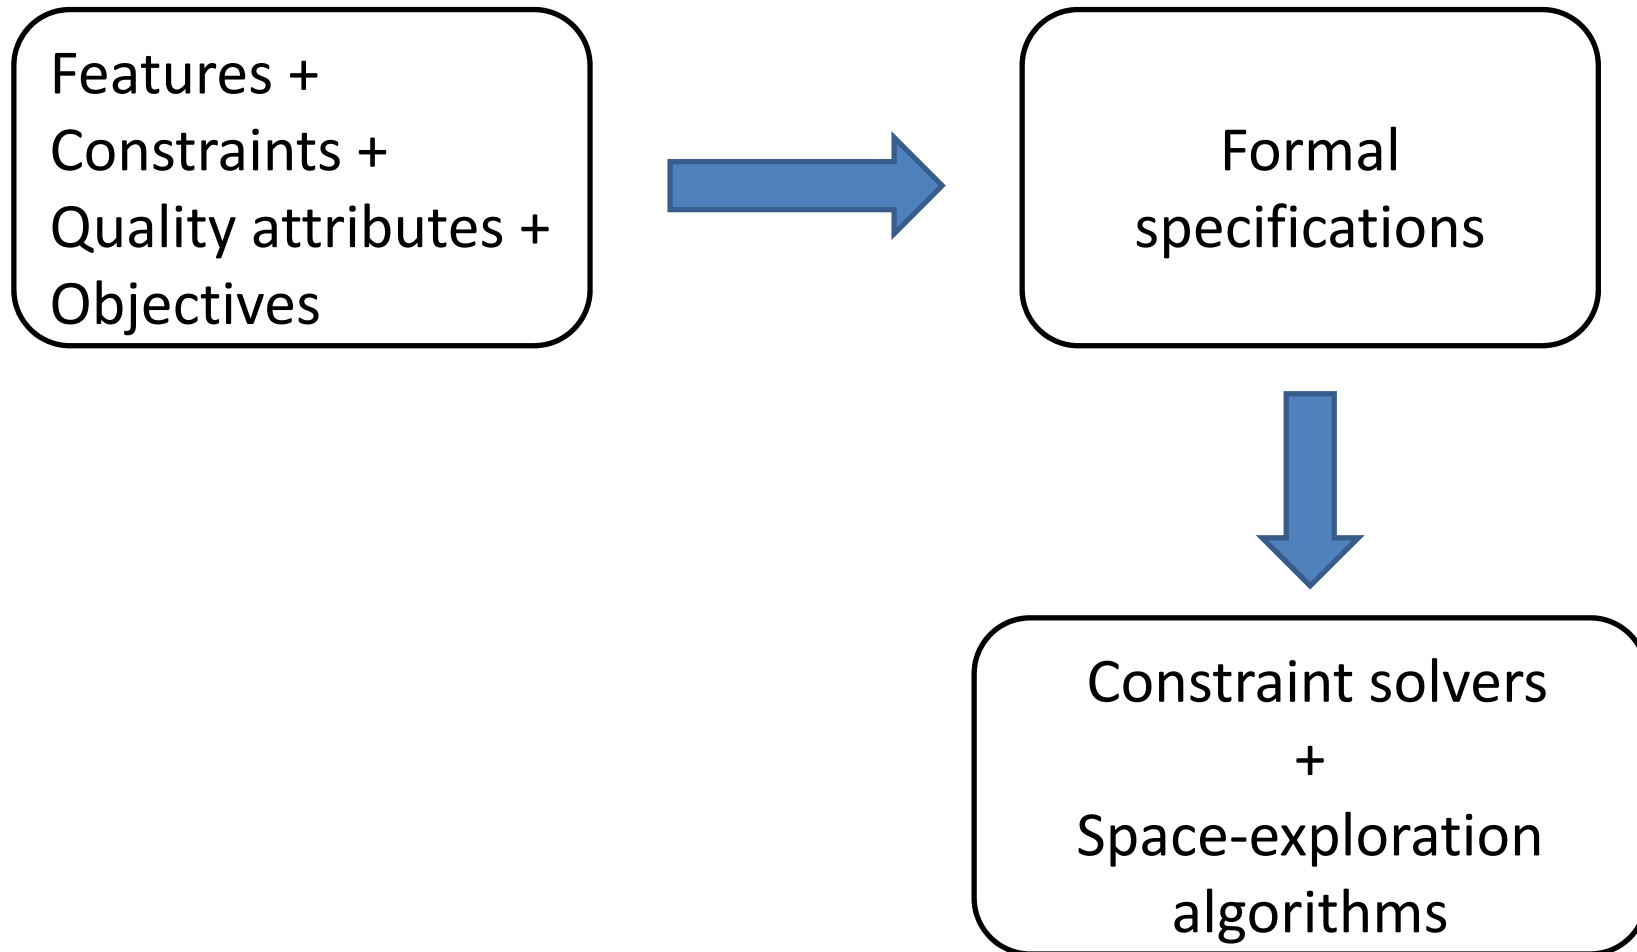 Features +
Constraints +
Quality attributes +
Objectives
Formal
specifications
Constraint solvers
+
Space-exploration
algorithms